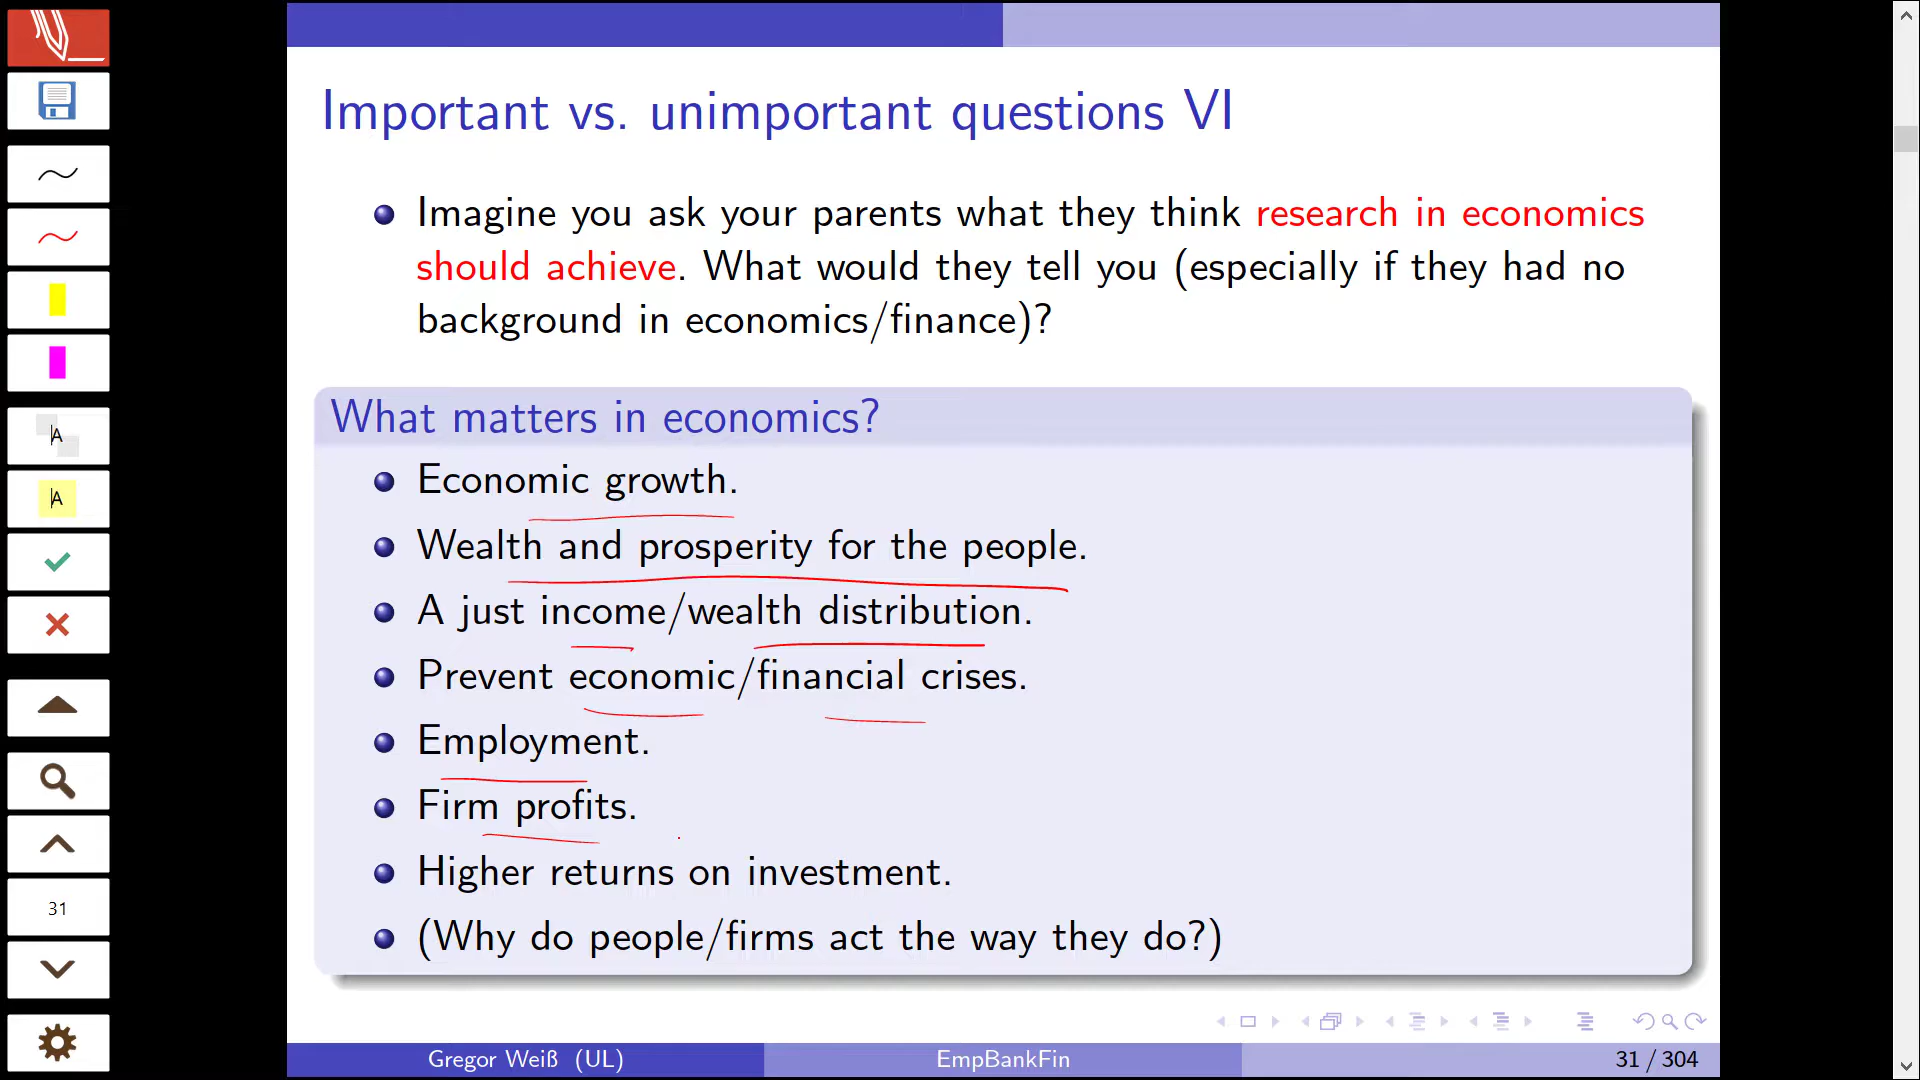 Important vs. unimportant questions VI
Imagine you ask your parents what they think research in economics
should achieve. What would they tell you (especially if they had no
background in economics/finance)?
What matters in economics?
Economic growth.
Wealth and prosperity for the people.
A just income/wealth distribution.
Prevent economic/financial crises.
Employment.
Firm profits.
Higher returns on investment.
(Why do people/firms act the way they do?)
A
A
31
Gregor Weiß (UL) EmpBankFin 31 / 304